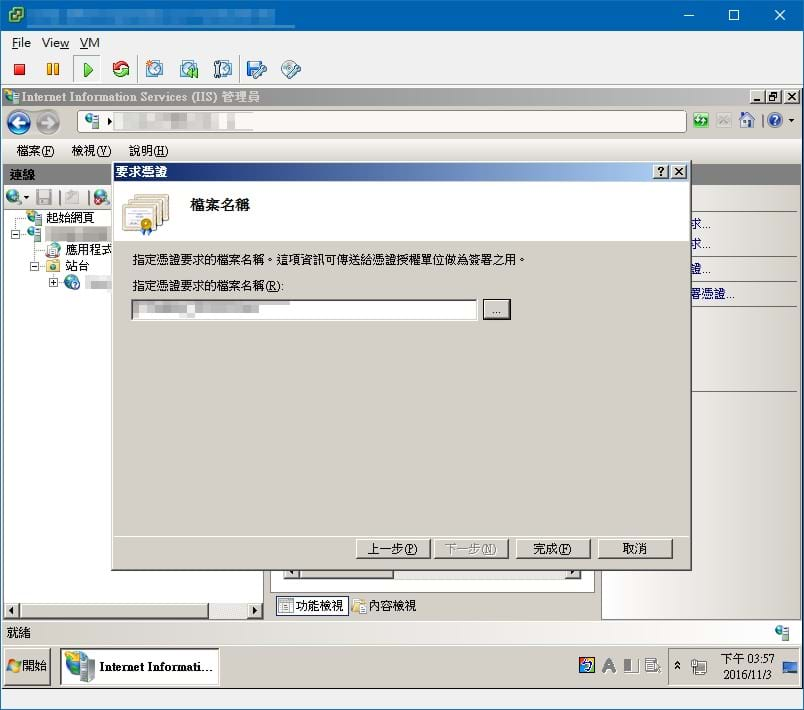 File View VM
Internet Information Services (IIS) 管理員
檔案(F) 檢視(V) 說明(H)
連線
起始網頁
應用程式
站台
要求憑證
檔案名稱
指定憑證要求的檔案名稱。這項資訊可傳送給憑證授權單位做為簽署之用。
指定憑證要求的檔案名稱(R):
...
求...
求...
證...
署憑證...
上一步(P) 下一步(N) 完成(F) 取消
功能檢視 內容檢視
就緒
開始 Internet Informati...
下午 03:57
2016/11/3